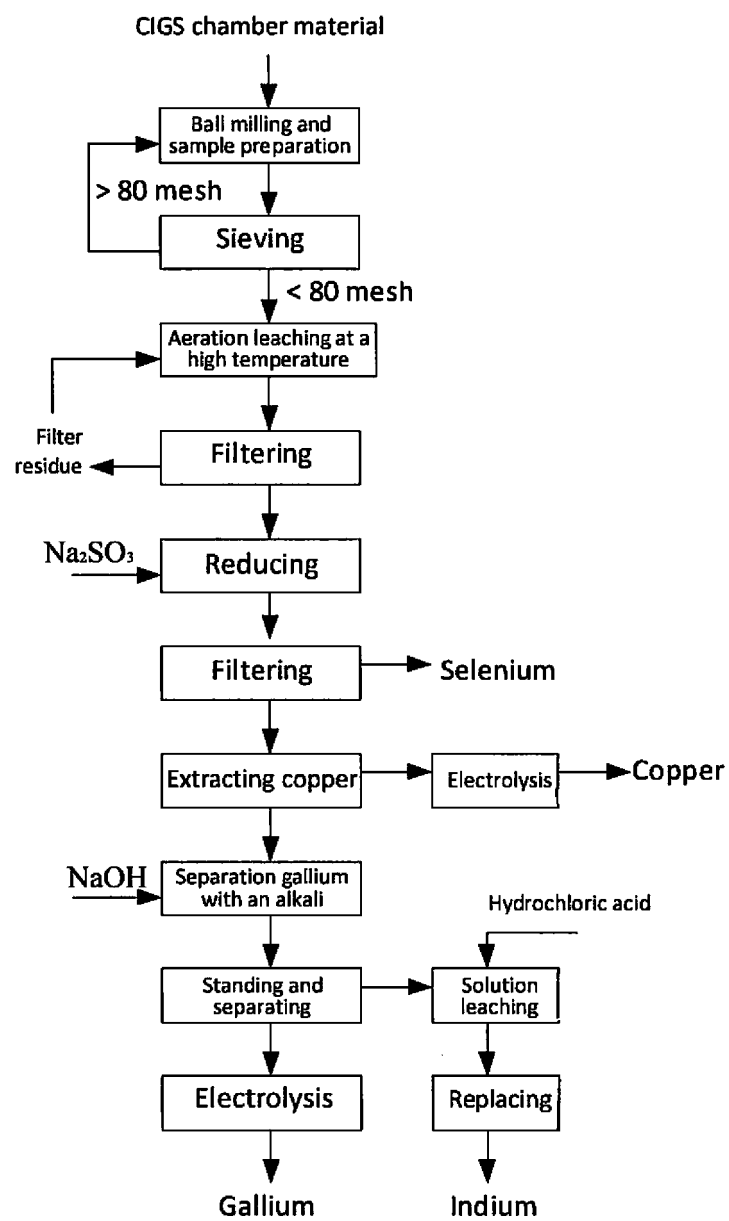 CIGS chamber material
Ball milling and
sample preparation
> 80 mesh
Sieving
< 80 mesh
Aeration leaching at a
high temperature
Filter
residue
Filtering
Na₂SO₃
Reducing
Filtering
Selenium
Extracting copper
Electrolysis
Copper
NaOH
Separation gallium
with an alkali
Hydrochloric acid
Standing and
separating
Solution
leaching
Electrolysis
Replacing
Gallium
Indium